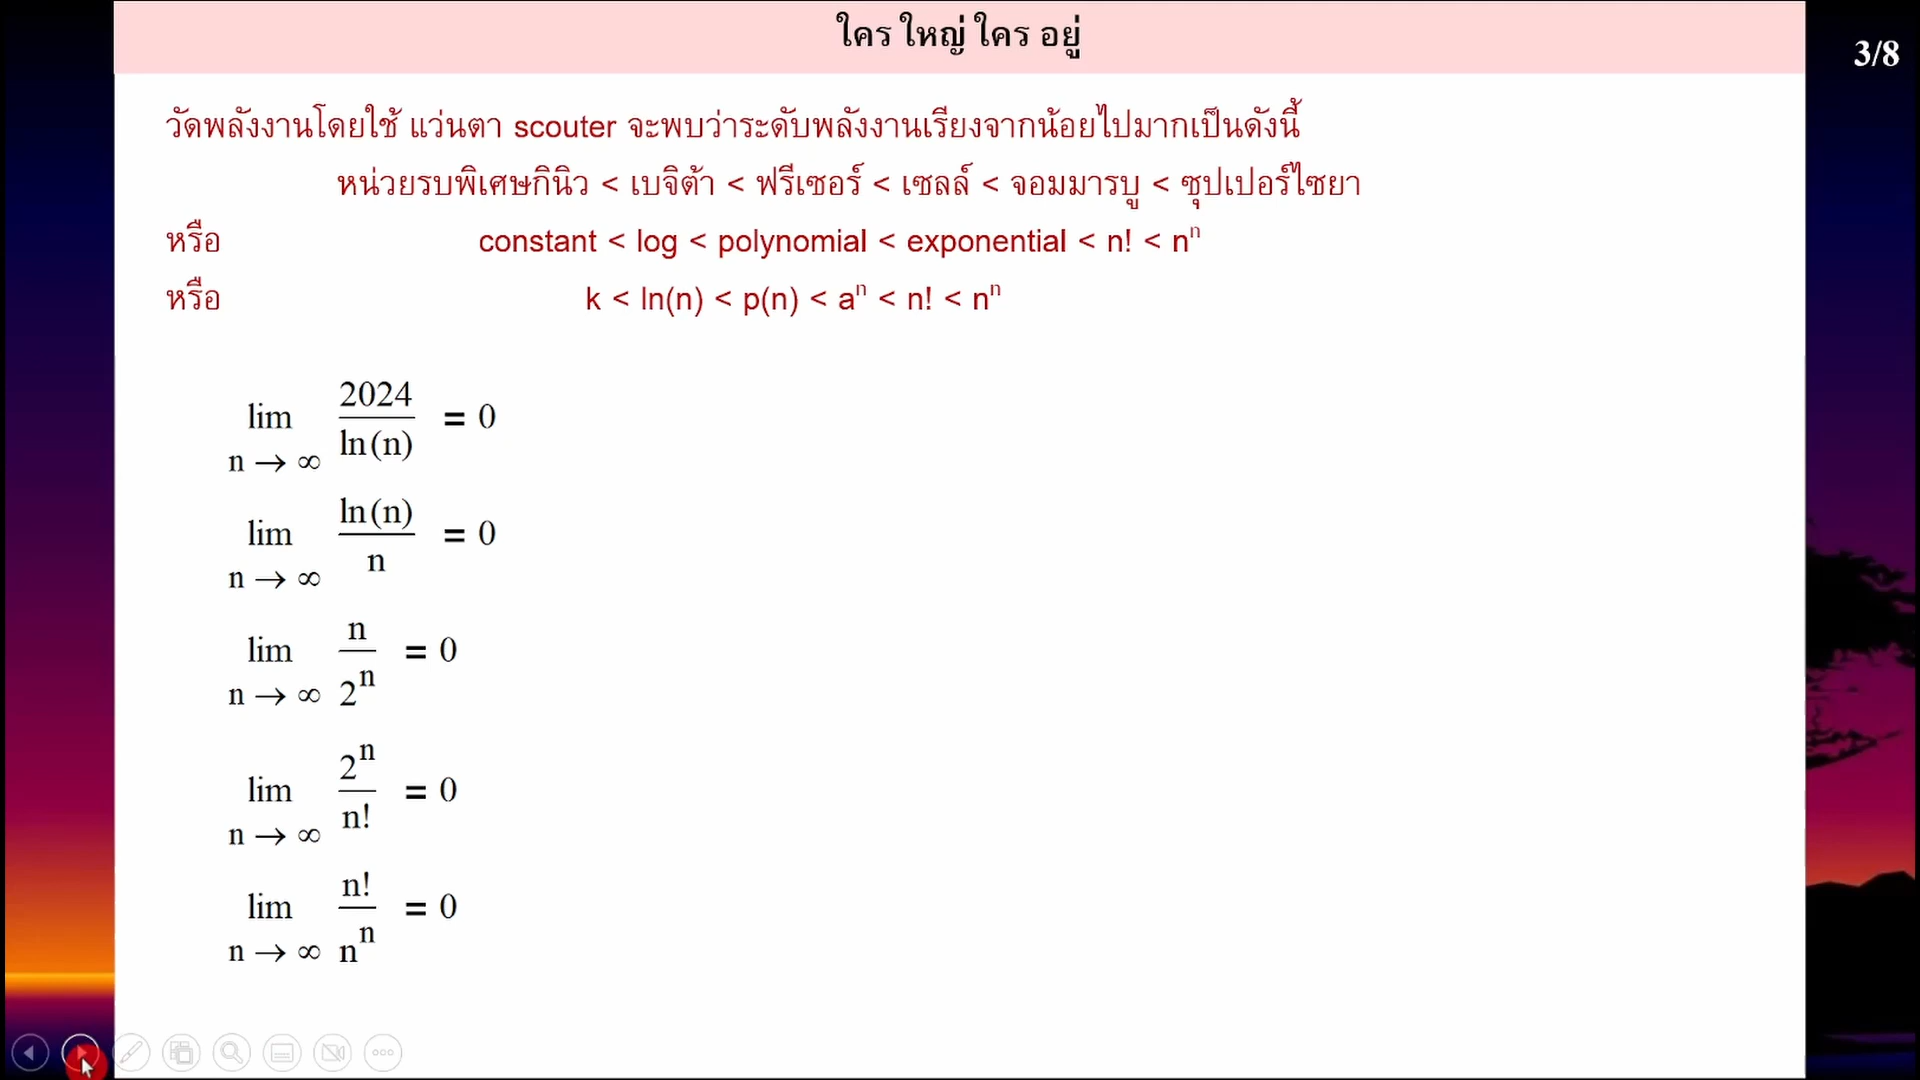 ใคร ใหญ่ ใคร อยู่
3/8
วัดพลังงานโดยใช้ แว่นตา scouter จะพบว่าระดับพลังงานเรียงจากน้อยไปมากเป็นดังนี้
หน่วยรบพิเศษกินิว < เบจิต้า < ฟรีเซอร์ < เซลล์ < จอมมารบู < ซุปเปอร์ไซยา
หรือ constant < log < polynomial < exponential < n! < nⁿ
หรือ k < ln(n) < p(n) < aⁿ < n! < nⁿ
lim n → ∞ 2024/ln(n) = 0
lim n → ∞ ln(n)/n = 0
lim n → ∞ n/2ⁿ = 0
lim n → ∞ 2ⁿ/n! = 0
lim n → ∞ n!/nⁿ = 0